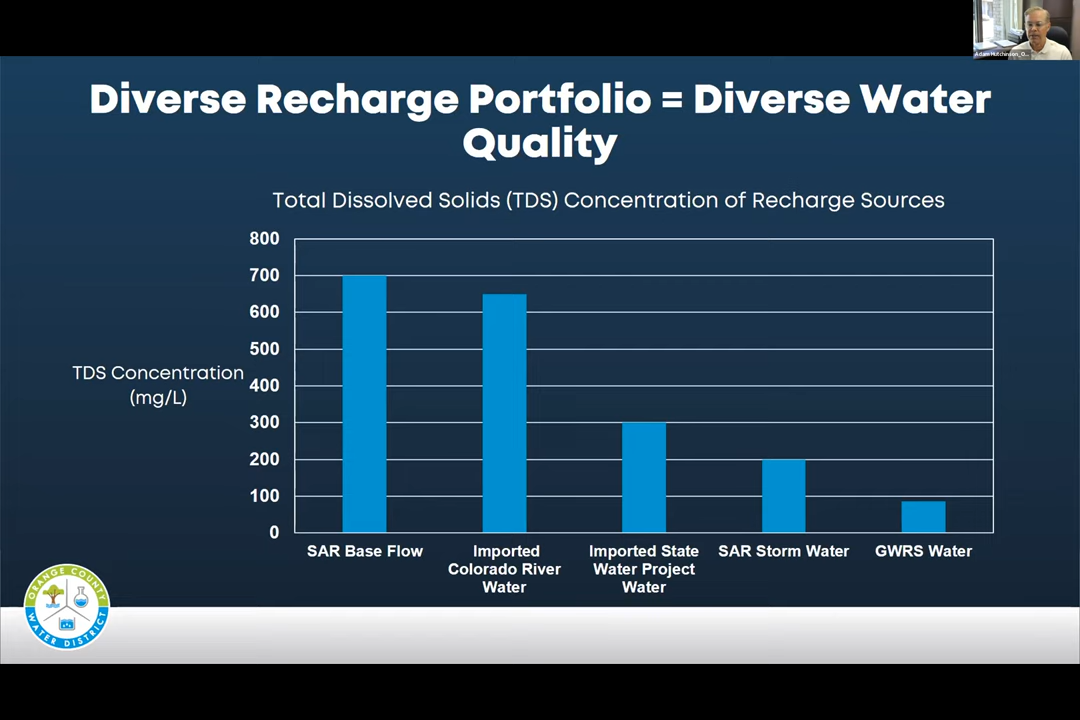 Adam Hutchinson_O...
Diverse Recharge Portfolio = Diverse Water
Quality
Total Dissolved Solids (TDS) Concentration of Recharge Sources
TDS Concentration
(mg/L)
800
700
600
500
400
300
200
100
0
SAR Base Flow
Imported
Colorado River
Water
Imported State
Water Project
Water
SAR Storm Water
GWRS Water
ORANGE COUNTY
WATER DISTRICT